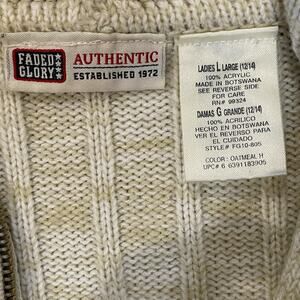 FADED
GLORY
AUTHENTIC
ESTABLISHED 1972
LADIES L LARGE (12/14)
100% ACRYLIC
MADE IN BOTSWANA
SEE REVERSE SIDE
FOR CARE
RN# 99324
DAMAS G GRANDE (12/14)
100% ACRILICO
HECHO EN BOTSWANA
VER EL REVERSO PARA
EL CUIDADO
STYLE# FG10-805
COLOR: OATMEAL H
UPC# 6 6391183905